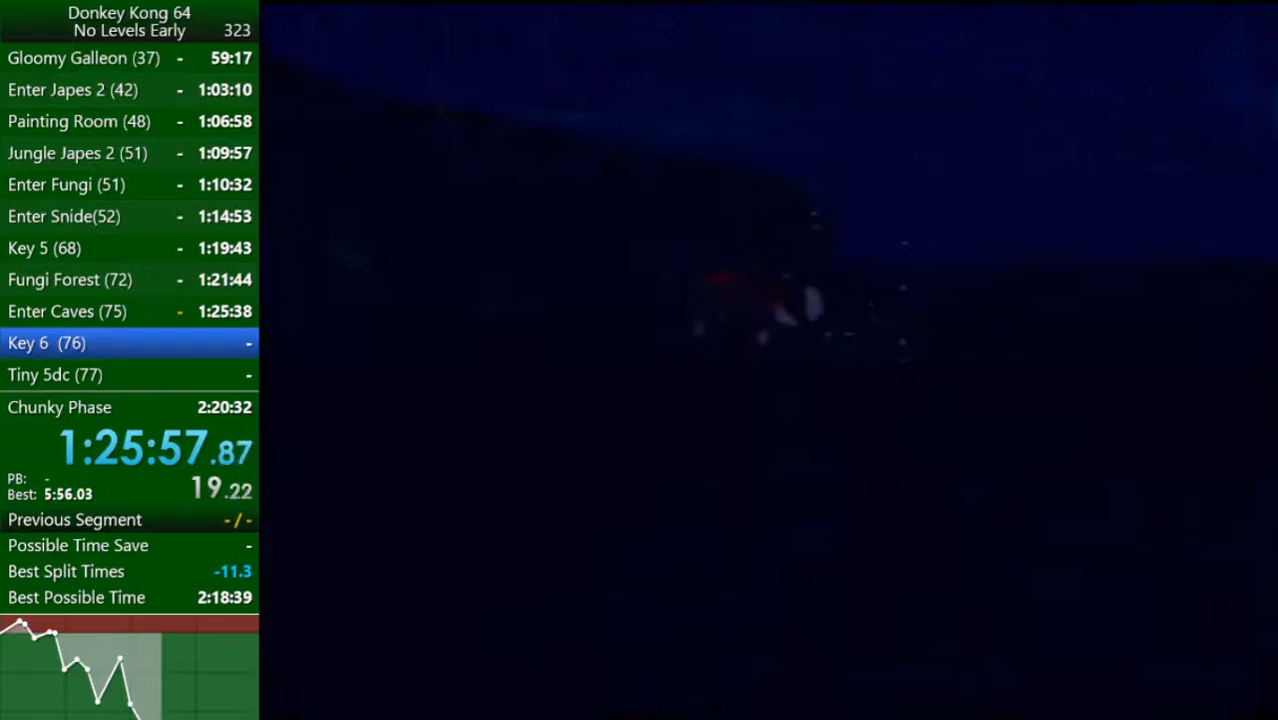 Donkey Kong 64
No Levels Early 323
Gloomy Galleon (37) - 59:17
Enter Japes 2 (42) - 1:03:10
Painting Room (48) - 1:06:58
Jungle Japes 2 (51) - 1:09:57
Enter Fungi (51) - 1:10:32
Enter Snide(52) - 1:14:53
Key 5 (68) - 1:19:43
Fungi Forest (72) - 1:21:44
Enter Caves (75) - 1:25:38
Key 6 (76) -
Tiny 5dc (77) -
Chunky Phase 2:20:32
1:25:57.87
PB: -
Best: 5:56.03 19.22
Previous Segment - / -
Possible Time Save -
Best Split Times -11.3
Best Possible Time 2:18:39